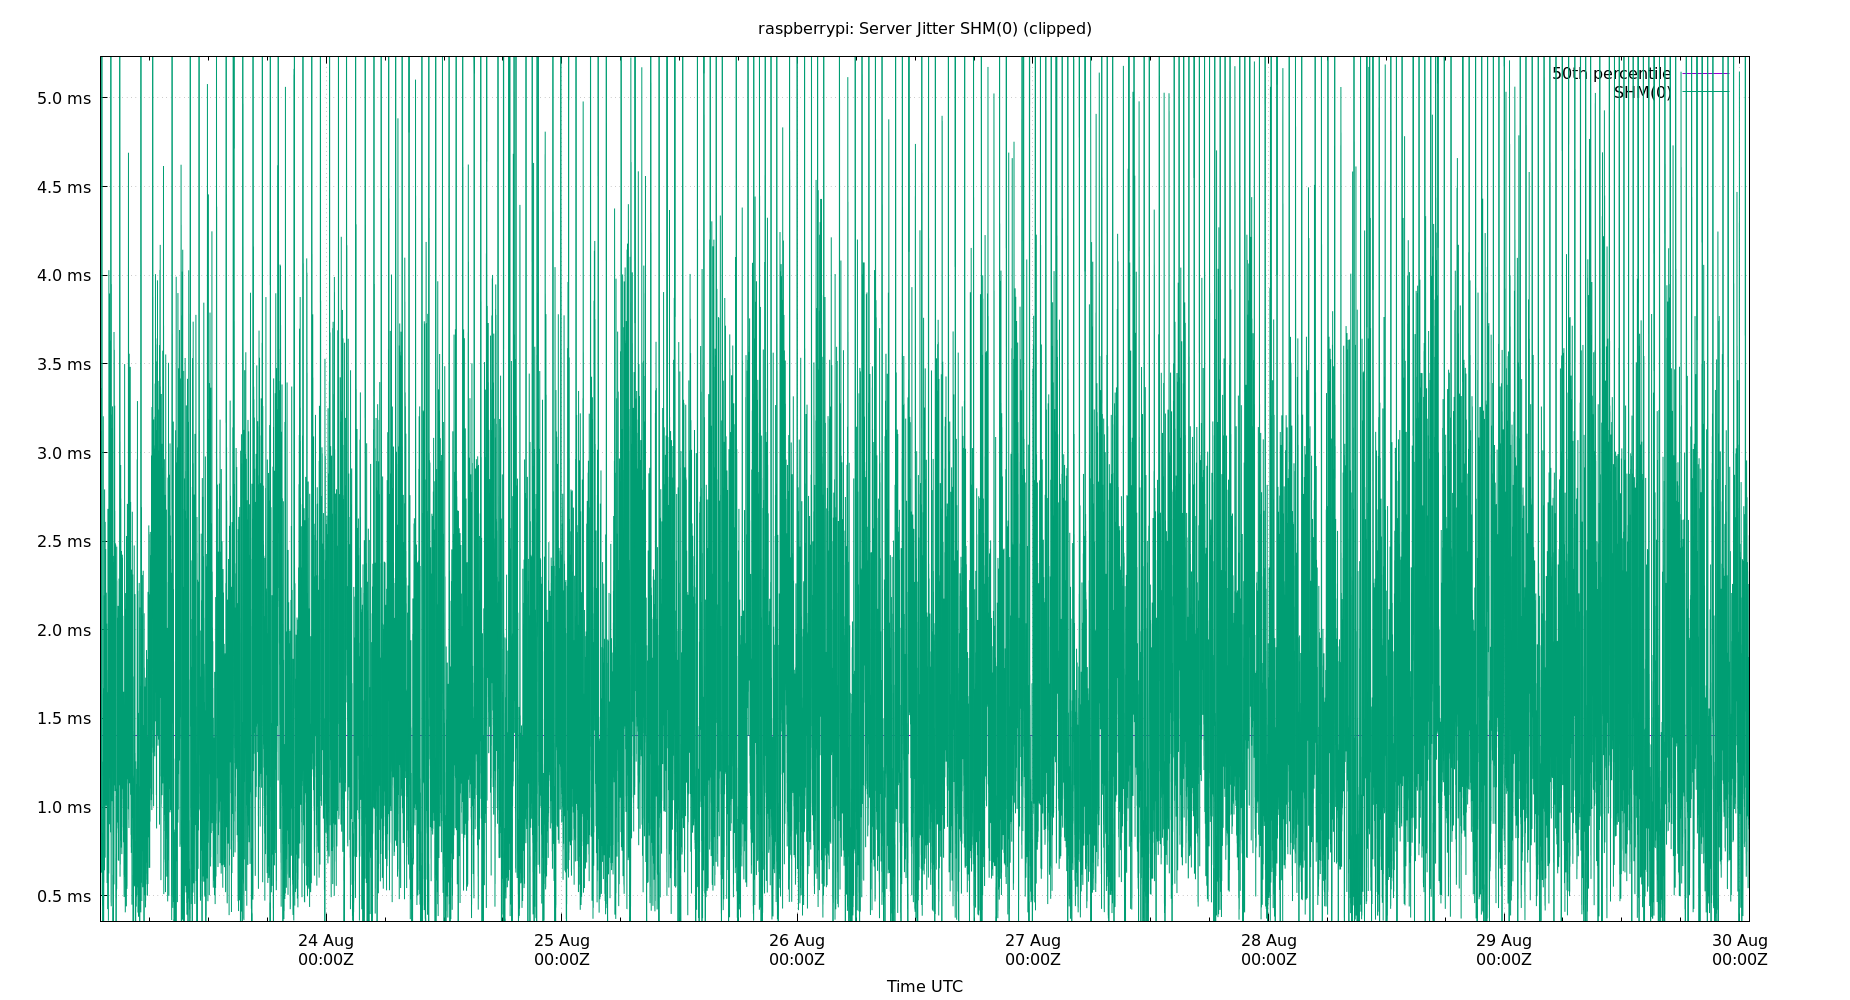 raspberrypi: Server Jitter SHM(0) (clipped)
50th percentile
SHM(0)
5.0 ms
4.5 ms
4.0 ms
3.5 ms
3.0 ms
2.5 ms
2.0 ms
1.5 ms
1.0 ms
0.5 ms
24 Aug 25 Aug 26 Aug 27 Aug 28 Aug 29 Aug 30 Aug
00:00Z 00:00Z 00:00Z 00:00Z 00:00Z 00:00Z 00:00Z
Time UTC